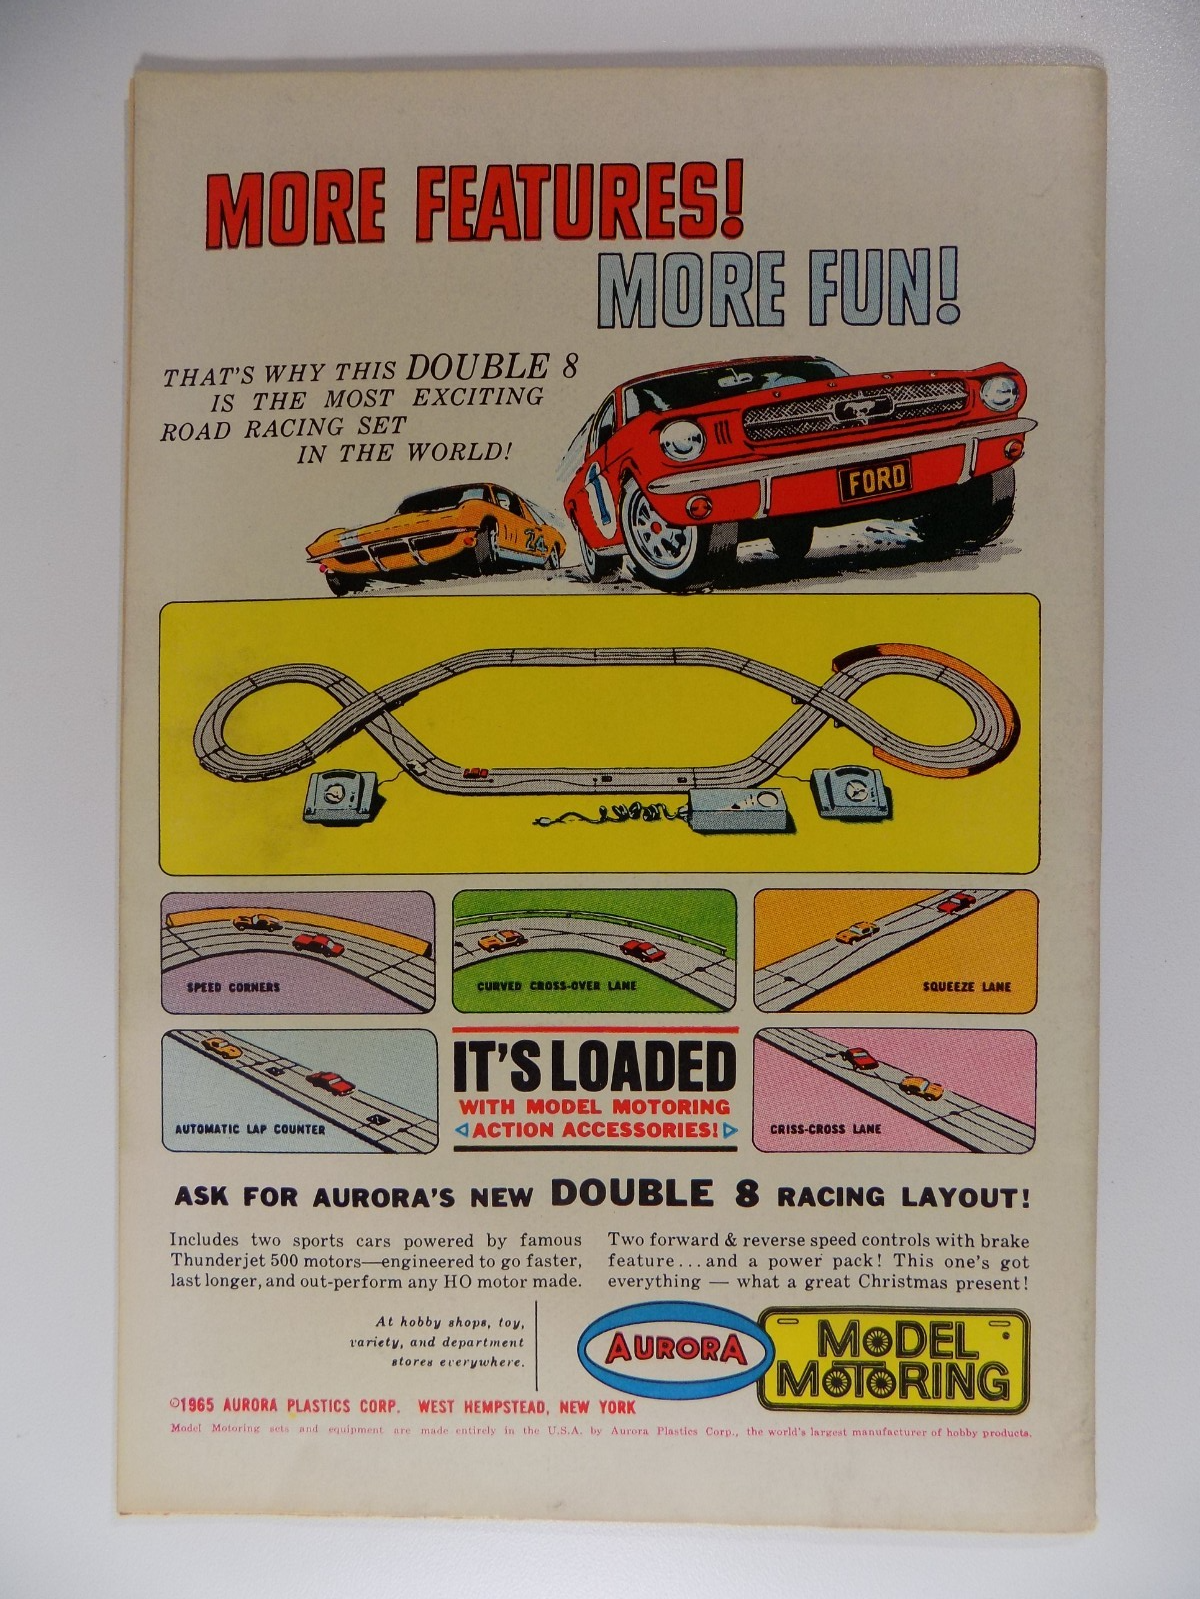 MORE FEATURES!
MORE FUN!
THAT'S WHY THIS DOUBLE 8
IS THE MOST EXCITING
ROAD RACING SET
IN THE WORLD!
FORD
1
24
SPEED CORNERS
CURVED CROSS-OVER LANE
SQUEEZE LANE
AUTOMATIC LAP COUNTER
IT'S LOADED
WITH MODEL MOTORING
ACTION ACCESSORIES!
CRISS-CROSS LANE
ASK FOR AURORA'S NEW DOUBLE 8 RACING LAYOUT!
Includes two sports cars powered by famous
Thunderjet 500 motors—engineered to go faster,
last longer, and out-perform any HO motor made.
Two forward & reverse speed controls with brake
feature...and a power pack! This one's got
everything — what a great Christmas present!
At hobby shops, toy,
variety, and department
stores everywhere.
AURORA
MODEL
MOTORING
©1965 AURORA PLASTICS CORP. WEST HEMPSTEAD, NEW YORK
Model Motoring sets and equipment are made entirely in the U.S.A. by Aurora Plastics Corp., the world's largest manufacturer of hobby products.